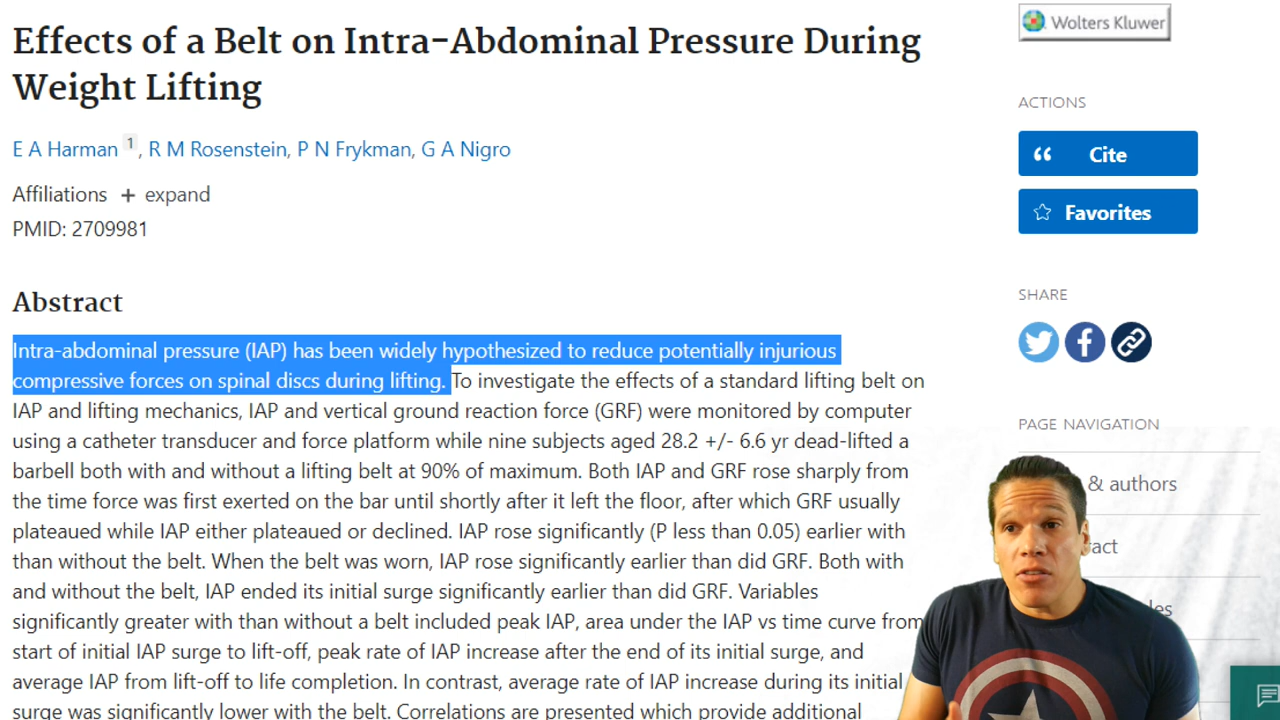 Effects of a Belt on Intra-Abdominal Pressure During
Weight Lifting
E A Harman 1, R M Rosenstein, P N Frykman, G A Nigro
Affiliations + expand
PMID: 2709981
Abstract
Intra-abdominal pressure (IAP) has been widely hypothesized to reduce potentially injurious
compressive forces on spinal discs during lifting. To investigate the effects of a standard lifting belt on
IAP and lifting mechanics, IAP and vertical ground reaction force (GRF) were monitored by computer
using a catheter transducer and force platform while nine subjects aged 28.2 +/- 6.6 yr dead-lifted a
barbell both with and without a lifting belt at 90% of maximum. Both IAP and GRF rose sharply from
the time force was first exerted on the bar until shortly after it left the floor, after which GRF usually
plateaued while IAP either plateaued or declined. IAP rose significantly (P less than 0.05) earlier with
than without the belt. When the belt was worn, IAP rose significantly earlier than did GRF. Both with
and without the belt, IAP ended its initial surge significantly earlier than did GRF. Variables
significantly greater with than without a belt included peak IAP, area under the IAP vs time curve from
start of initial IAP surge to lift-off, peak rate of IAP increase after the end of its initial surge, and
average IAP from lift-off to life completion. In contrast, average rate of IAP increase during its initial
surge was significantly lower with the belt. Correlations are presented which provide additional
Wolters Kluwer
ACTIONS
Cite
Favorites
SHARE
PAGE NAVIGATION
& authors